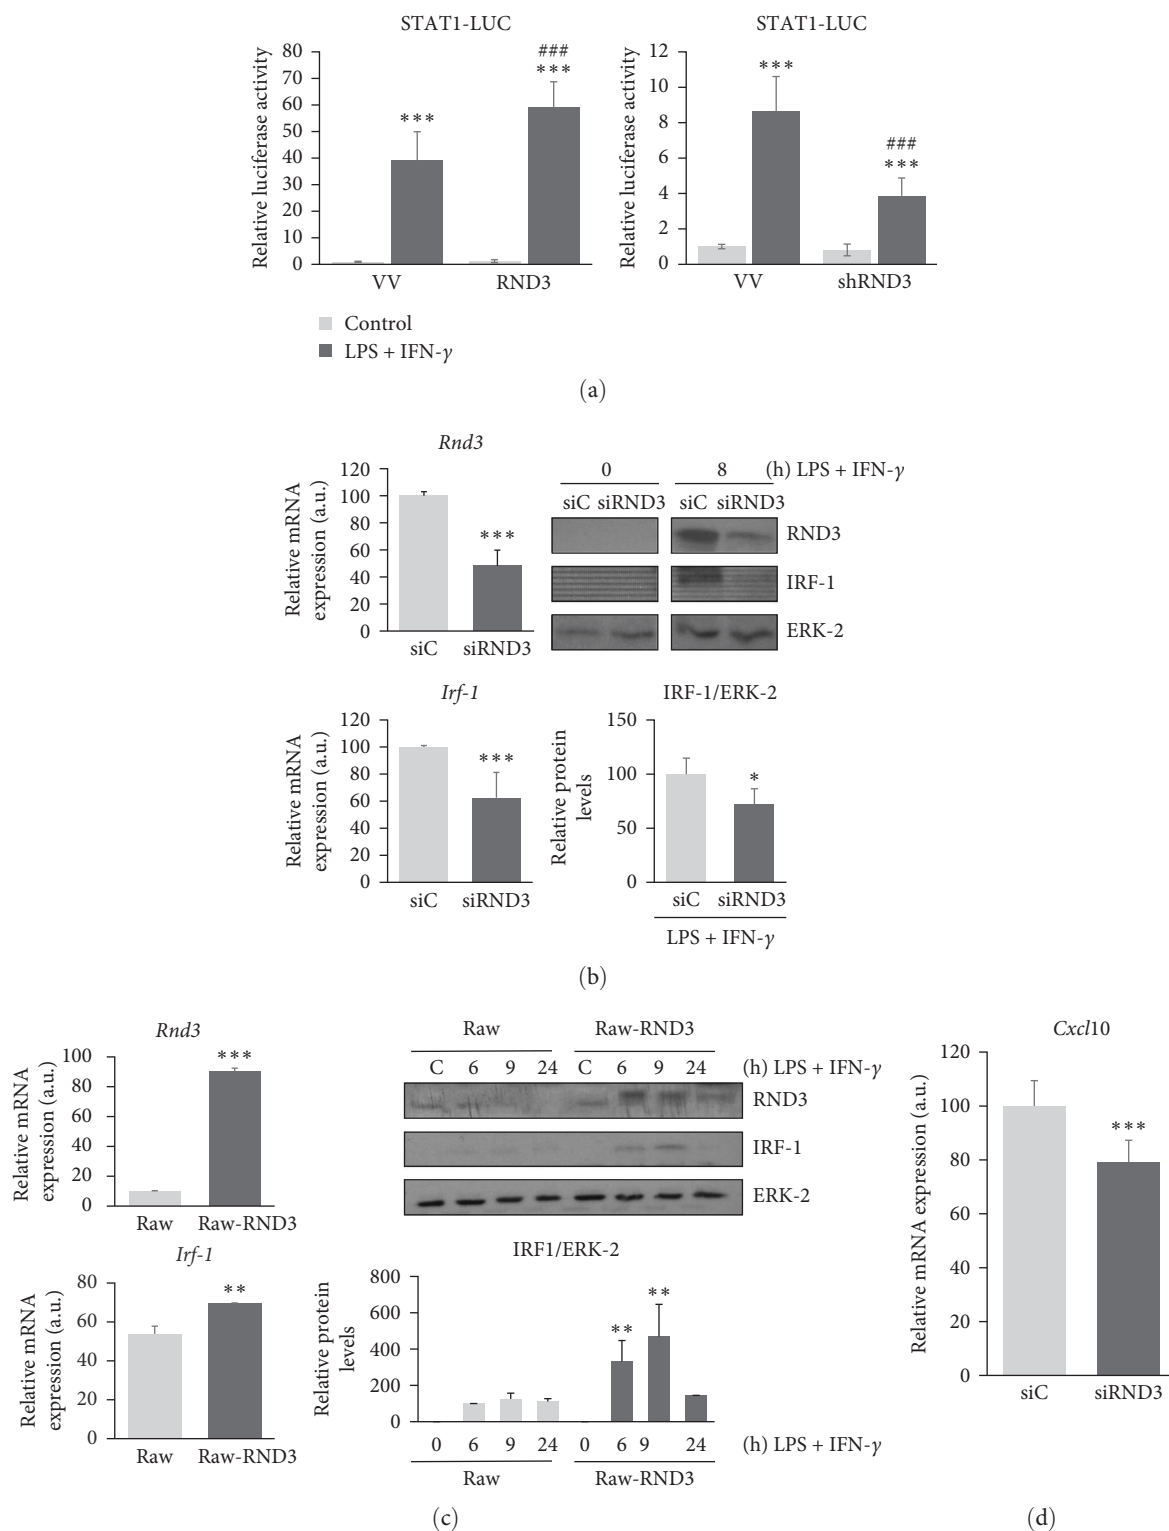 STAT1-LUC
Relative luciferase activity
80
70
60
50
40
30
20
10
0
***
###
***
VV
RND3
STAT1-LUC
Relative luciferase activity
12
10
8
6
4
2
0
***
###
***
VV
shRND3
Control
LPS + IFN-γ
(a)
Rnd3
Relative mRNA
expression (a.u.)
120
100
80
60
40
20
0
***
siC siRND3
0 8 (h) LPS + IFN-γ
siC siRND3 siC siRND3
RND3
IRF-1
ERK-2
Irf-1
Relative mRNA
expression (a.u.)
120
100
80
60
40
20
0
***
siC siRND3
IRF-1/ERK-2
Relative protein
levels
150
100
50
0
*
siC siRND3
LPS + IFN-γ
(b)
Rnd3
Relative mRNA
expression (a.u.)
100
80
60
40
20
0
***
Raw Raw-RND3
Irf-1
Relative mRNA
expression (a.u.)
80
60
40
20
0
**
Raw Raw-RND3
Raw Raw-RND3
C 6 9 24 C 6 9 24 (h) LPS + IFN-γ
RND3
IRF-1
ERK-2
IRF1/ERK-2
Relative protein
levels
800
600
400
200
0
**
**
0 6 9 24 0 6 9 24 (h) LPS + IFN-γ
Raw Raw-RND3
(c)
Cxcl10
Relative mRNA expression (a.u.)
120
100
80
60
40
20
0
***
siC siRND3
(d)